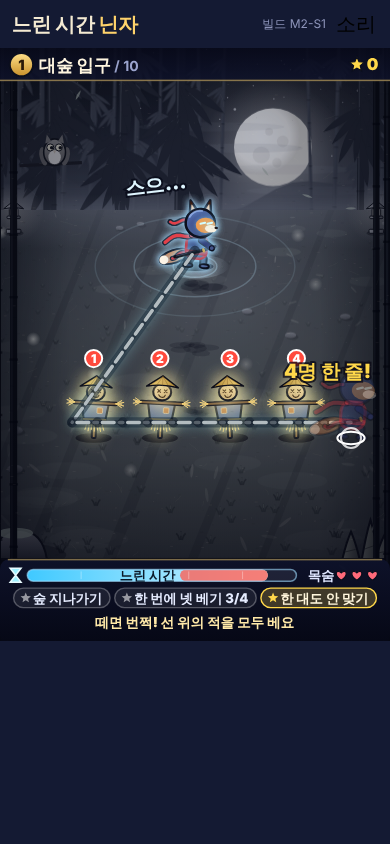 느린 시간 닌자
빌드 M2-S1 소리
1 대숲 입구 / 10 ★ 0
스으...
1 2 3 4
4명 한 줄!
느린 시간 목숨 ♥ ♥ ♥
★ 숲 지나가기 ★ 한 번에 넷 베기 3/4 ★ 한 대도 안 맞기
떼면 번쩍! 선 위의 적을 모두 베요